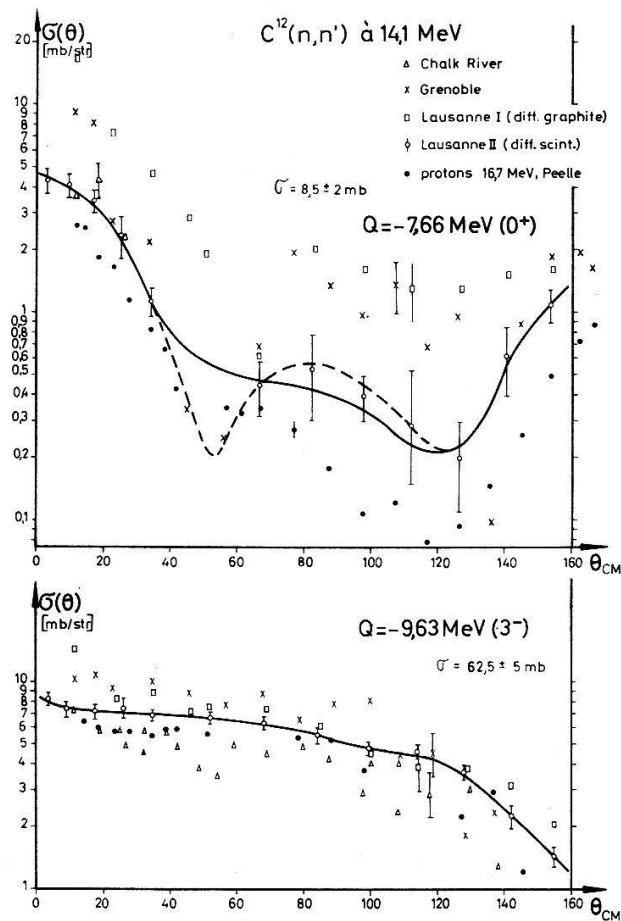 σ(θ)
[mb/str]
C¹²(n,n') à 14,1 MeV
△ Chalk River
x Grenoble
□ Lausanne I (diff. graphite)
○ Lausanne II (diff. scint.)
● protons 16,7 MeV, Peelle
σ = 8,5 ± 2 mb
Q=-7,66 MeV (0⁺)
20
10
9
8
7
6
5
4
3
2
1
0,9
0,8
0,7
0,6
0,5
0,4
0,3
0,2
0,1
0 20 40 60 80 100 120 140 160
θCM
σ(θ)
[mb/str]
Q=-9,63 MeV (3⁻)
σ = 62,5 ± 5 mb
10
9
8
7
6
5
4
3
2
1
0 20 40 60 80 100 120 140 160
θCM